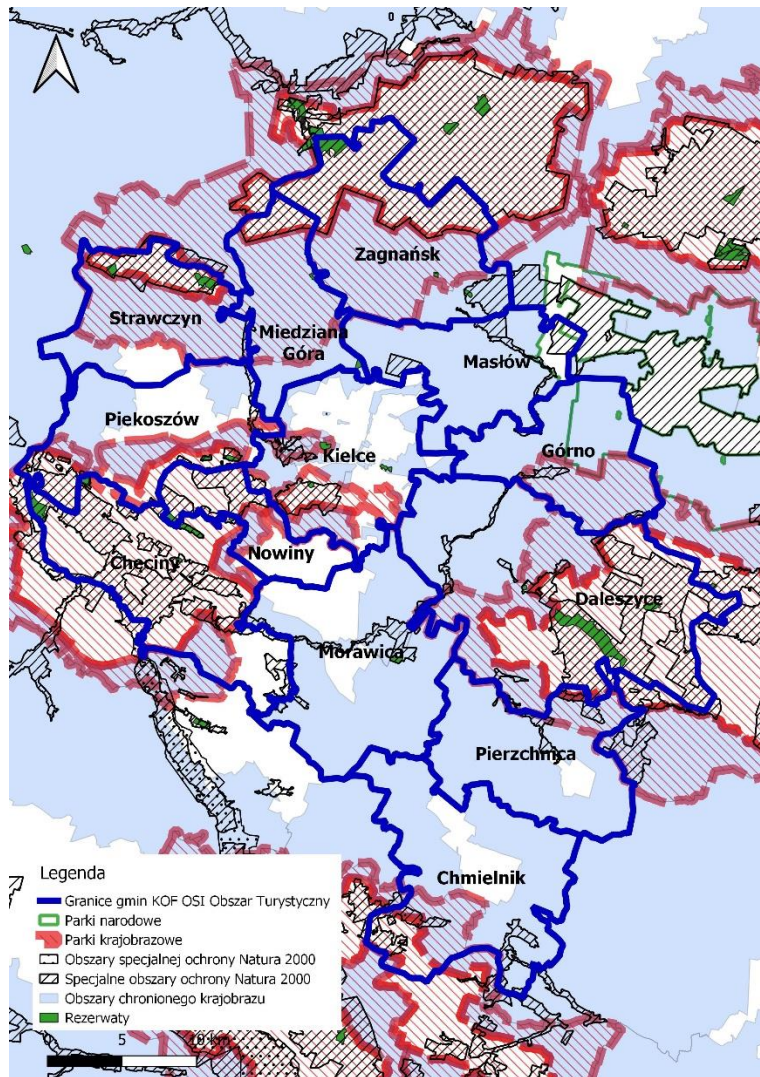 Zagnańsk
Strawczyn
Miedziana
Góra
Masłów
Piekoszów
Kielce
Górno
Nowiny
Chęciny
Daleszyce
Morawica
Pierzchnica
Chmielnik
Legenda
Granice gmin KOF OSI Obszar Turystyczny
Parki narodowe
Parki krajobrazowe
Obszary specjalnej ochrony Natura 2000
Specjalne obszary ochrony Natura 2000
Obszary chronionego krajobrazu
Rezerwaty
0 5 10 km